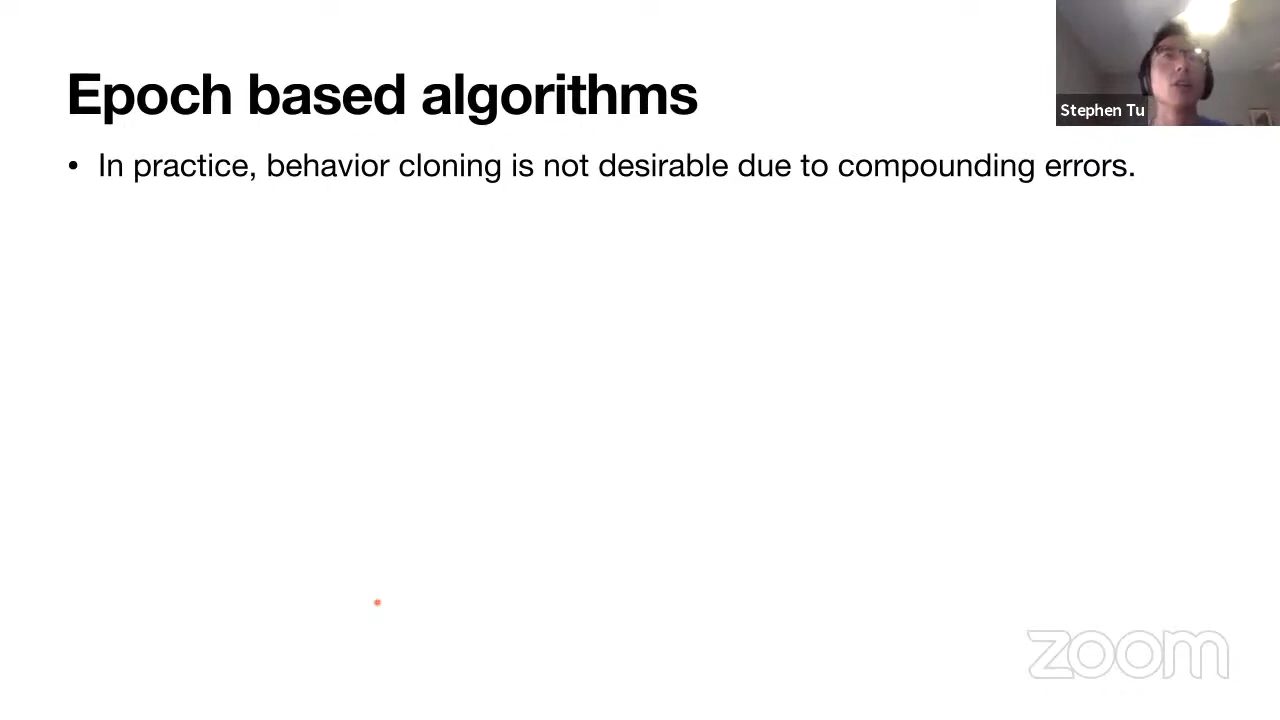 Epoch based algorithms
Stephen Tu
• In practice, behavior cloning is not desirable due to compounding errors.
zoom